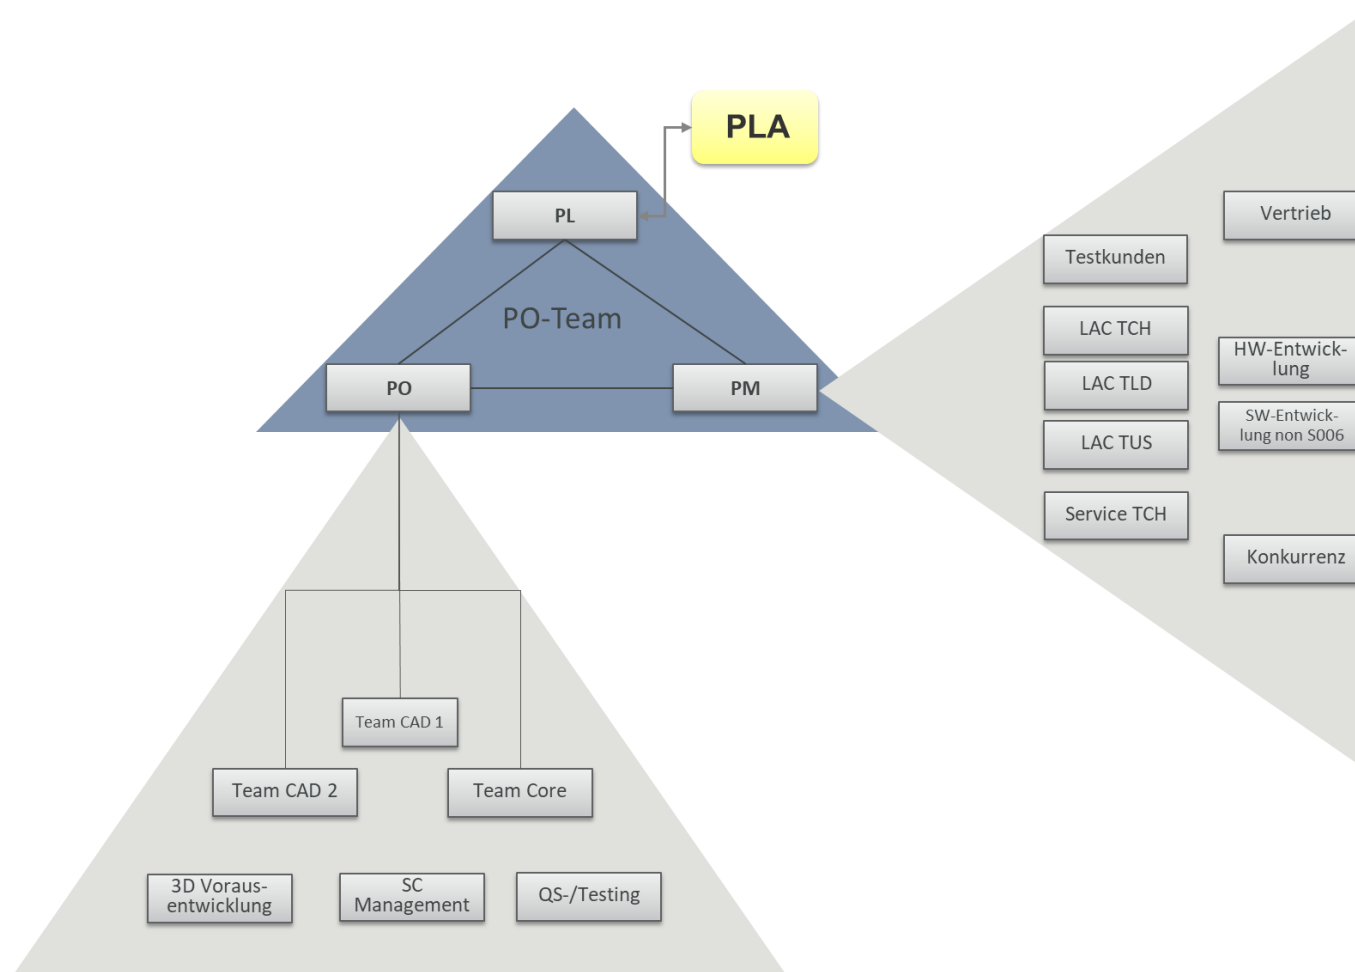 PLA
PL
PO-Team
PO
PM
Vertrieb
Testkunden
LAC TCH
HW-Entwick-
lung
LAC TLD
SW-Entwick-
lung non S006
LAC TUS
Service TCH
Konkurrenz
Team CAD 1
Team CAD 2
Team Core
3D Voraus-
entwicklung
SC
Management
QS-/Testing